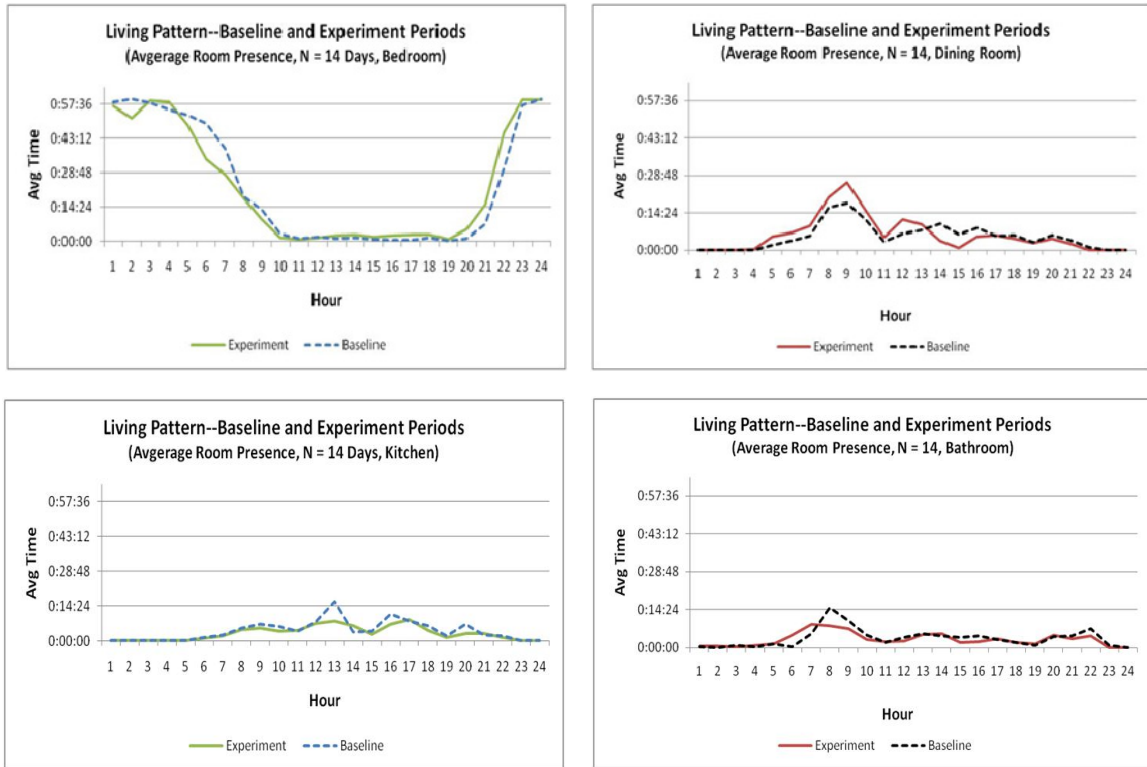 Living Pattern--Baseline and Experiment Periods
(Avgerage Room Presence, N = 14 Days, Bedroom)
0:57:36
0:43:12
0:28:48
0:14:24
0:00:00
Avg Time
1 2 3 4 5 6 7 8 9 10 11 12 13 14 15 16 17 18 19 20 21 22 23 24
Hour
Experiment Baseline
Living Pattern--Baseline and Experiment Periods
(Average Room Presence, N = 14, Dining Room)
0:57:36
0:43:12
0:28:48
0:14:24
0:00:00
Avg Time
1 2 3 4 5 6 7 8 9 10 11 12 13 14 15 16 17 18 19 20 21 22 23 24
Hour
Experiment Baseline
Living Pattern--Baseline and Experiment Periods
(Avgerage Room Presence, N = 14 Days, Kitchen)
0:57:36
0:43:12
0:28:48
0:14:24
0:00:00
Avg Time
1 2 3 4 5 6 7 8 9 10 11 12 13 14 15 16 17 18 19 20 21 22 23 24
Hour
Experiment Baseline
Living Pattern--Baseline and Experiment Periods
(Average Room Presence, N = 14, Bathroom)
0:57:36
0:43:12
0:28:48
0:14:24
0:00:00
Avg Time
1 2 3 4 5 6 7 8 9 10 11 12 13 14 15 16 17 18 19 20 21 22 23 24
Hour
Experiment Baseline